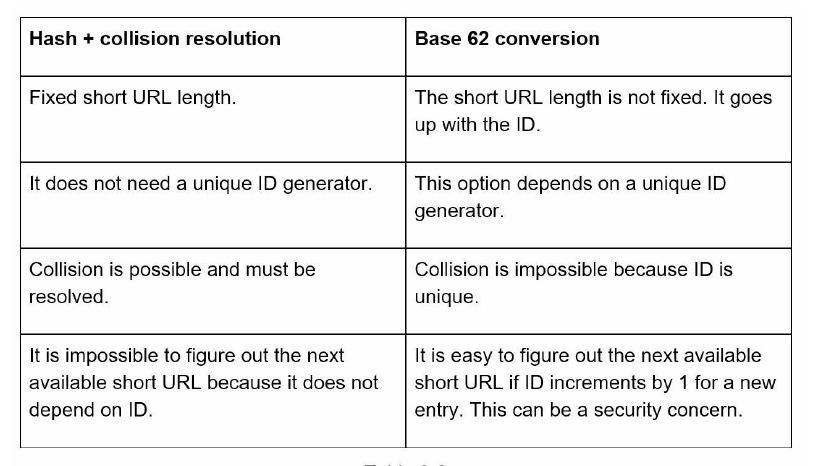 Hash + collision resolution
Base 62 conversion
Fixed short URL length.
The short URL length is not fixed. It goes
up with the ID.
It does not need a unique ID generator.
This option depends on a unique ID
generator.
Collision is possible and must be
resolved.
Collision is impossible because ID is
unique.
It is impossible to figure out the next
available short URL because it does not
depend on ID.
It is easy to figure out the next available
short URL if ID increments by 1 for a new
entry. This can be a security concern.